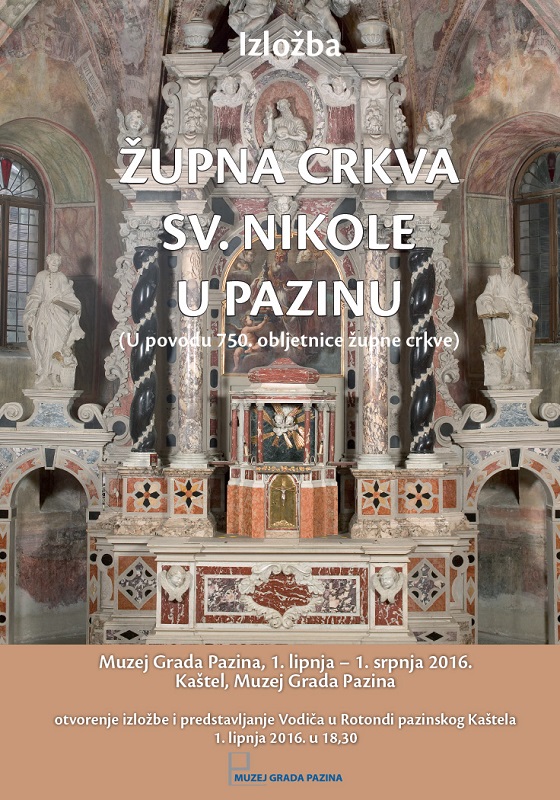 Izložba
ŽUPNA CRKVA
SV. NIKOLE
U PAZINU
(U povodu 750. obljetnice župne crkve)
Muzej Grada Pazina, 1. lipnja – 1. srpnja 2016.
Kaštel, Muzej Grada Pazina
otvorenje izložbe i predstavljanje Vodiča u Rotondi pazinskog Kaštela
1. lipnja 2016. u 18,30
MUZEJ GRADA PAZINA